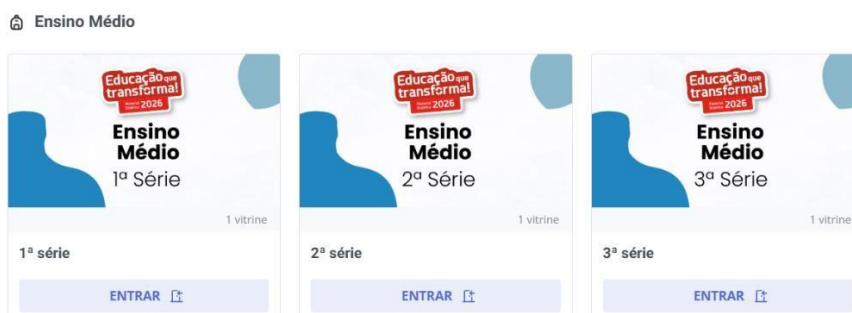 Ensino Médio
Educação que
transforma!
2026
Ensino
Médio
1ª Série
1 vitrine
1ª série
ENTRAR
Educação que
transforma!
2026
Ensino
Médio
2ª Série
1 vitrine
2ª série
ENTRAR
Educação que
transforma!
2026
Ensino
Médio
3ª Série
1 vitrine
3ª série
ENTRAR